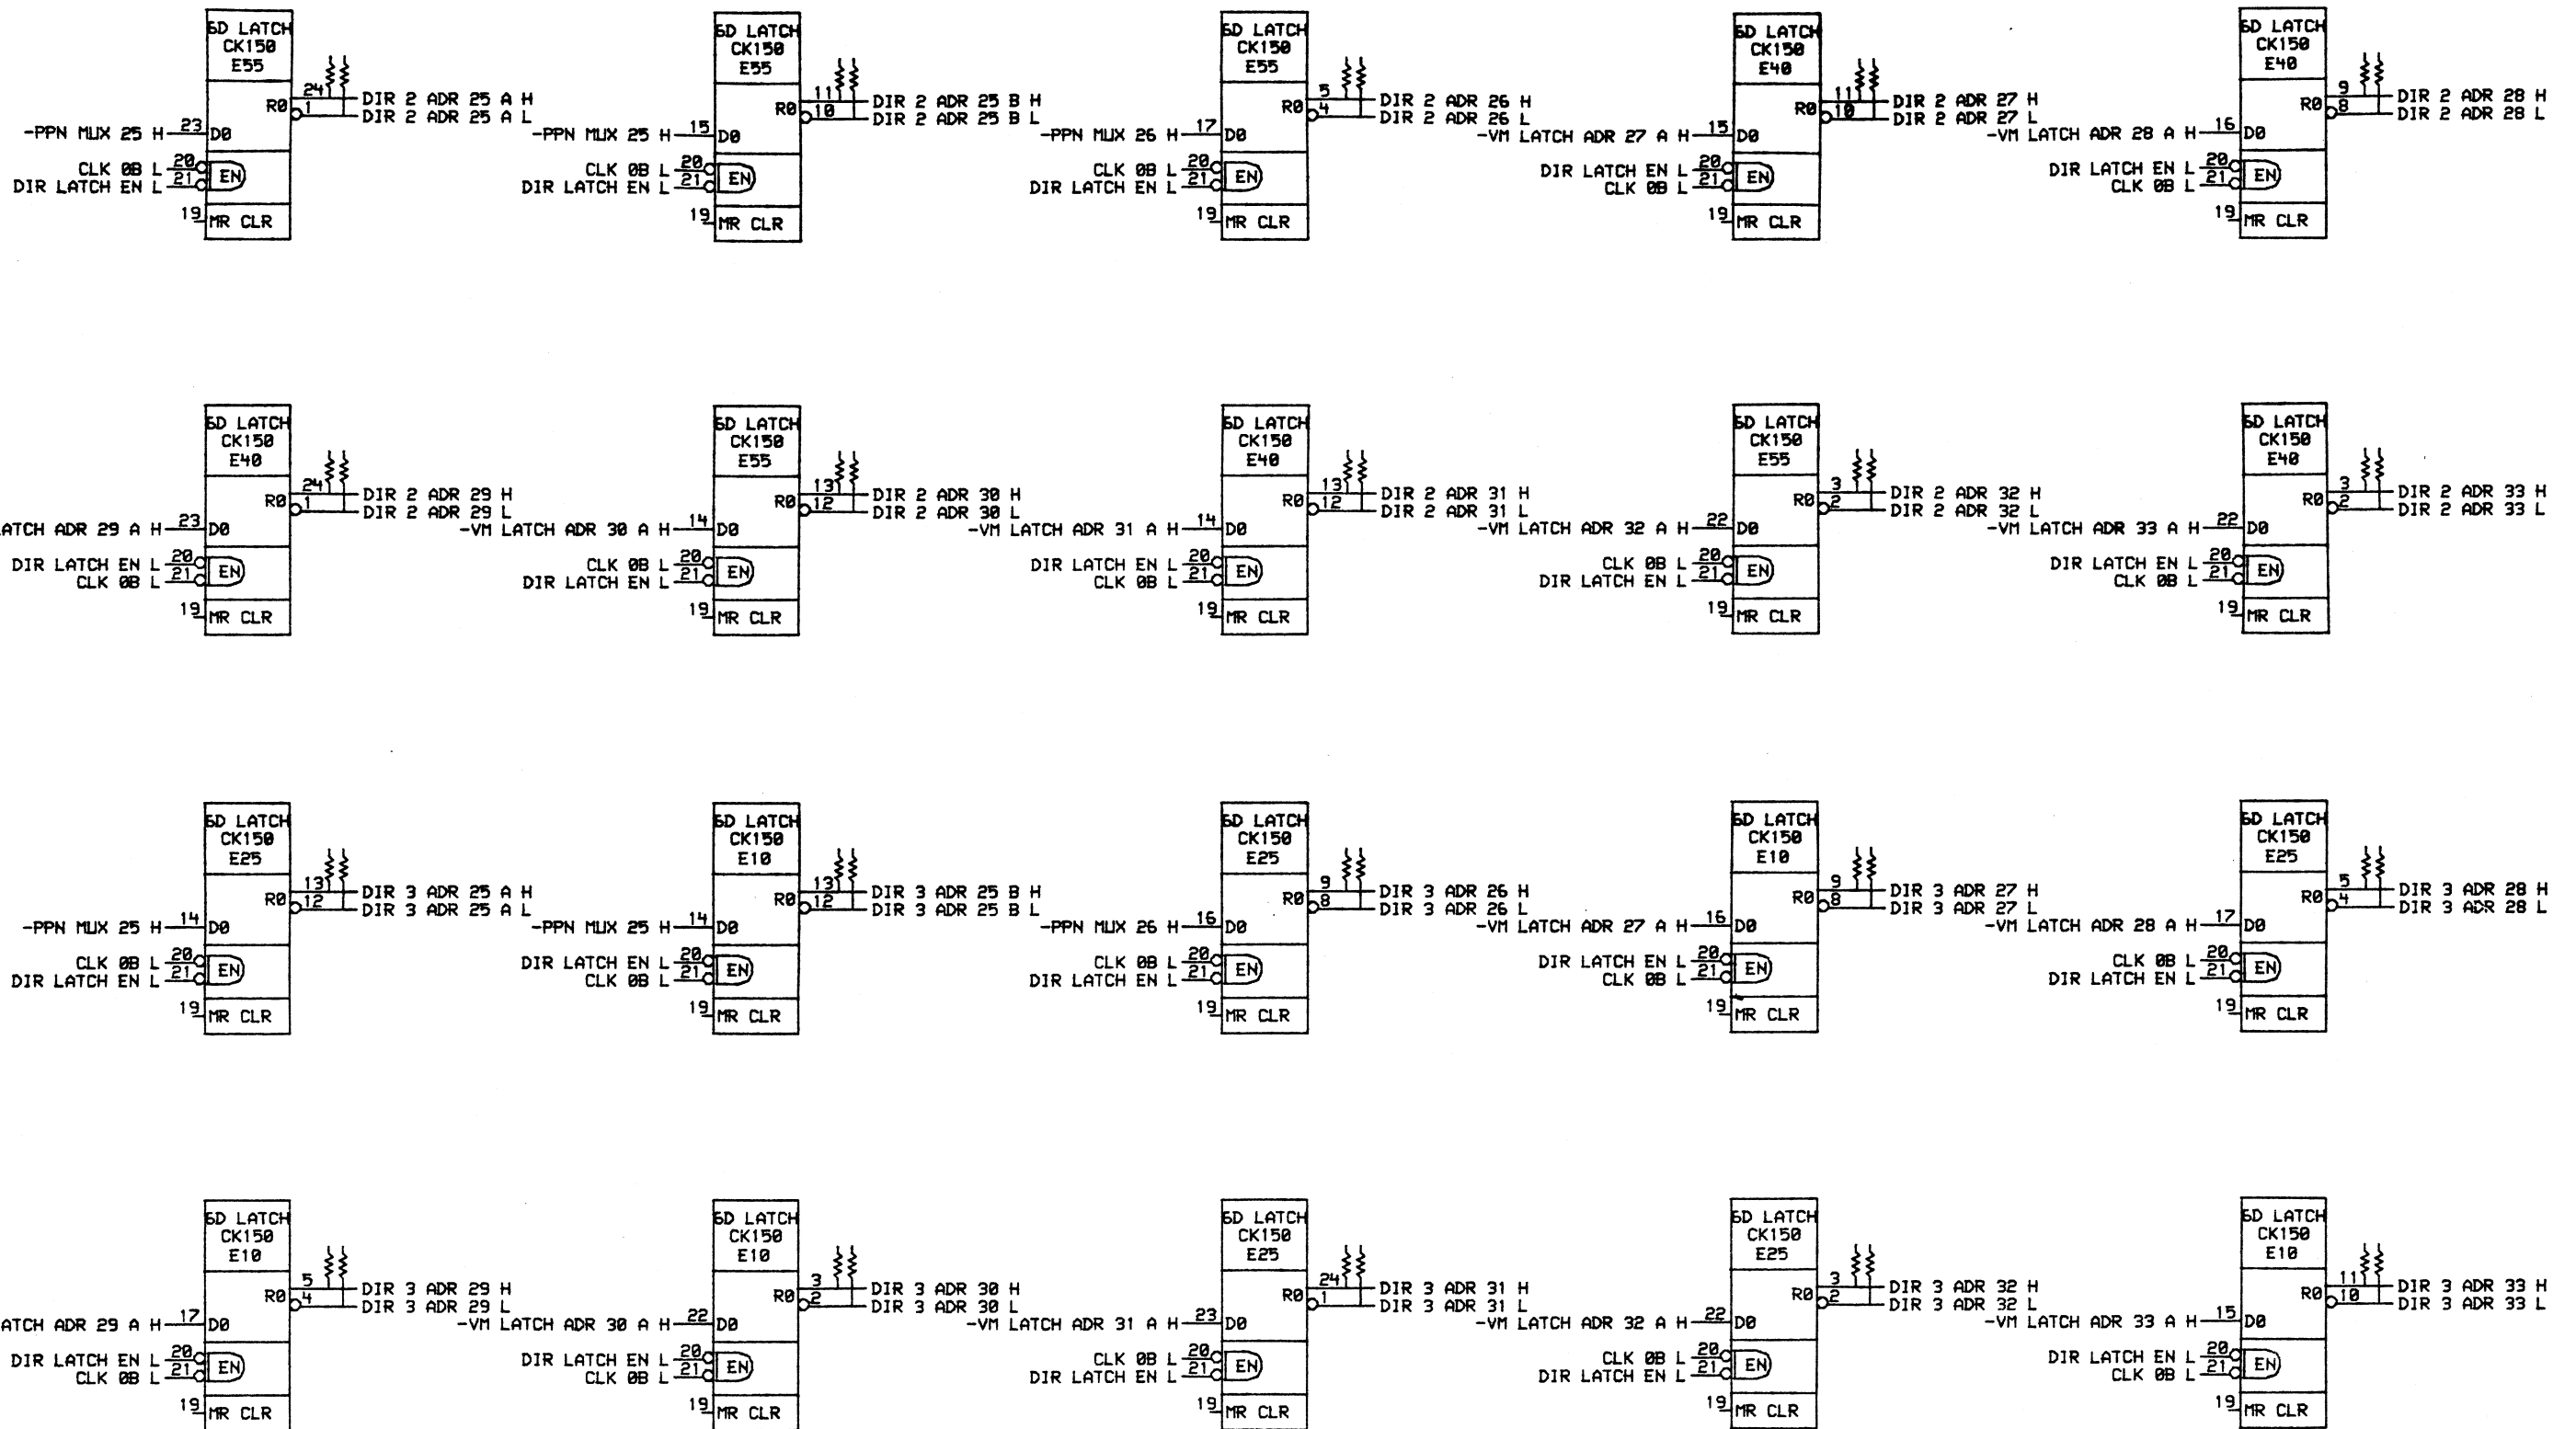 6D LATCH
CK150
E55
24
R0
1
DIR 2 ADR 25 A H
DIR 2 ADR 25 A L
-PPN MUX 25 H 23 D0
CLK 0B L 20
DIR LATCH EN L 21 EN
19 MR CLR
6D LATCH
CK150
E55
11
R0
10
DIR 2 ADR 25 B H
DIR 2 ADR 25 B L
-PPN MUX 25 H 15 D0
CLK 0B L 20
DIR LATCH EN L 21 EN
19 MR CLR
6D LATCH
CK150
E55
5
R0
4
DIR 2 ADR 26 H
DIR 2 ADR 26 L
-PPN MUX 26 H 17 D0
CLK 0B L 20
DIR LATCH EN L 21 EN
19 MR CLR
6D LATCH
CK150
E40
11
R0
10
DIR 2 ADR 27 H
DIR 2 ADR 27 L
-VM LATCH ADR 27 A H 15 D0
DIR LATCH EN L 20
CLK 0B L 21 EN
19 MR CLR
6D LATCH
CK150
E40
9
R0
8
DIR 2 ADR 28 H
DIR 2 ADR 28 L
-VM LATCH ADR 28 A H 16 D0
DIR LATCH EN L 20
CLK 0B L 21 EN
19 MR CLR
6D LATCH
CK150
E40
24
R0
1
DIR 2 ADR 29 H
DIR 2 ADR 29 L
ATCH ADR 29 A H 23 D0
DIR LATCH EN L 20
CLK 0B L 21 EN
19 MR CLR
6D LATCH
CK150
E55
13
R0
12
DIR 2 ADR 30 H
DIR 2 ADR 30 L
-VM LATCH ADR 30 A H 14 D0
CLK 0B L 20
DIR LATCH EN L 21 EN
19 MR CLR
6D LATCH
CK150
E40
13
R0
12
DIR 2 ADR 31 H
DIR 2 ADR 31 L
-VM LATCH ADR 31 A H 14 D0
DIR LATCH EN L 20
CLK 0B L 21 EN
19 MR CLR
6D LATCH
CK150
E55
3
R0
2
DIR 2 ADR 32 H
DIR 2 ADR 32 L
-VM LATCH ADR 32 A H 22 D0
CLK 0B L 20
DIR LATCH EN L 21 EN
19 MR CLR
6D LATCH
CK150
E40
3
R0
2
DIR 2 ADR 33 H
DIR 2 ADR 33 L
-VM LATCH ADR 33 A H 22 D0
DIR LATCH EN L 20
CLK 0B L 21 EN
19 MR CLR
6D LATCH
CK150
E25
13
R0
12
DIR 3 ADR 25 A H
DIR 3 ADR 25 A L
-PPN MUX 25 H 14 D0
CLK 0B L 20
DIR LATCH EN L 21 EN
19 MR CLR
6D LATCH
CK150
E10
13
R0
12
DIR 3 ADR 25 B H
DIR 3 ADR 25 B L
-PPN MUX 25 H 14 D0
DIR LATCH EN L 20
CLK 0B L 21 EN
19 MR CLR
6D LATCH
CK150
E25
9
R0
8
DIR 3 ADR 26 H
DIR 3 ADR 26 L
-PPN MUX 26 H 16 D0
CLK 0B L 20
DIR LATCH EN L 21 EN
19 MR CLR
6D LATCH
CK150
E10
9
R0
8
DIR 3 ADR 27 H
DIR 3 ADR 27 L
-VM LATCH ADR 27 A H 16 D0
DIR LATCH EN L 20
CLK 0B L 21 EN
19 MR CLR
6D LATCH
CK150
E25
5
R0
4
DIR 3 ADR 28 H
DIR 3 ADR 28 L
-VM LATCH ADR 28 A H 17 D0
CLK 0B L 20
DIR LATCH EN L 21 EN
19 MR CLR
6D LATCH
CK150
E10
5
R0
4
DIR 3 ADR 29 H
DIR 3 ADR 29 L
ATCH ADR 29 A H 17 D0
DIR LATCH EN L 20
CLK 0B L 21 EN
19 MR CLR
6D LATCH
CK150
E10
3
R0
2
DIR 3 ADR 30 H
DIR 3 ADR 30 L
-VM LATCH ADR 30 A H 22 D0
DIR LATCH EN L 20
CLK 0B L 21 EN
19 MR CLR
6D LATCH
CK150
E25
24
R0
1
DIR 3 ADR 31 H
DIR 3 ADR 31 L
-VM LATCH ADR 31 A H 23 D0
CLK 0B L 20
DIR LATCH EN L 21 EN
19 MR CLR
6D LATCH
CK150
E25
3
R0
2
DIR 3 ADR 32 H
DIR 3 ADR 32 L
-VM LATCH ADR 32 A H 22 D0
CLK 0B L 20
DIR LATCH EN L 21 EN
19 MR CLR
6D LATCH
CK150
E10
11
R0
10
DIR 3 ADR 33 H
DIR 3 ADR 33 L
-VM LATCH ADR 33 A H 15 D0
DIR LATCH EN L 20
CLK 0B L 21 EN
19 MR CLR